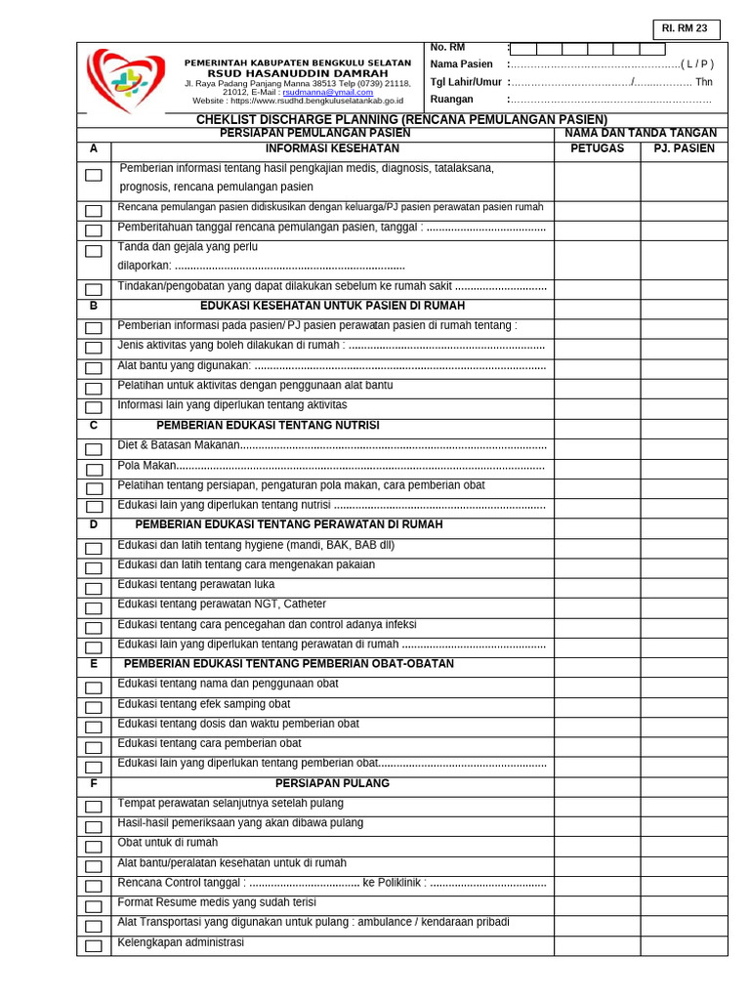 RI. RM 23
PEMERINTAH KABUPATEN BENGKULU SELATAN
RSUD HASANUDDIN DAMRAH
Jl. Raya Padang Panjang Manna 38513 Telp (0739) 21118,
21012, E-Mail : rsudmanna@ymail.com
Website : https://www.rsudhd.bengkuluselatankab.go.id
No. RM :
Nama Pasien :……………………………………………( L / P )
Tgl Lahir/Umur :………………………………/……………… Thn
Ruangan :……………………………………………………
CHEKLIST DISCHARGE PLANNING (RENCANA PEMULANGAN PASIEN)
PERSIAPAN PEMULANGAN PASIEN NAMA DAN TANDA TANGAN
A INFORMASI KESEHATAN PETUGAS PJ. PASIEN
Pemberian informasi tentang hasil pengkajian medis, diagnosis, tatalaksana,
prognosis, rencana pemulangan pasien
Rencana pemulangan pasien didiskusikan dengan keluarga/PJ pasien perawatan pasien rumah
Pemberitahuan tanggal rencana pemulangan pasien, tanggal : .......................................
Tanda dan gejala yang perlu
dilaporkan: ...........................................................................
Tindakan/pengobatan yang dapat dilakukan sebelum ke rumah sakit ..............................
B EDUKASI KESEHATAN UNTUK PASIEN DI RUMAH
Pemberian informasi pada pasien/ PJ pasien perawatan pasien di rumah tentang :
Jenis aktivitas yang boleh dilakukan di rumah : ................................................................
Alat bantu yang digunakan: ...............................................................................................
Pelatihan untuk aktivitas dengan penggunaan alat bantu
Informasi lain yang diperlukan tentang aktivitas
C PEMBERIAN EDUKASI TENTANG NUTRISI
Diet & Batasan Makanan....................................................................................................
Pola Makan........................................................................................................................
Pelatihan tentang persiapan, pengaturan pola makan, cara pemberian obat
Edukasi lain yang diperlukan tentang nutrisi .....................................................................
D PEMBERIAN EDUKASI TENTANG PERAWATAN DI RUMAH
Edukasi dan latih tentang hygiene (mandi, BAK, BAB dll)
Edukasi dan latih tentang cara mengenakan pakaian
Edukasi tentang perawatan luka
Edukasi tentang perawatan NGT, Catheter
Edukasi tentang cara pencegahan dan control adanya infeksi
Edukasi lain yang diperlukan tentang perawatan di rumah ...............................................
E PEMBERIAN EDUKASI TENTANG PEMBERIAN OBAT-OBATAN
Edukasi tentang nama dan penggunaan obat
Edukasi tentang efek samping obat
Edukasi tentang dosis dan waktu pemberian obat
Edukasi tentang cara pemberian obat
Edukasi lain yang diperlukan tentang pemberian obat.......................................................
F PERSIAPAN PULANG
Tempat perawatan selanjutnya setelah pulang
Hasil-hasil pemeriksaan yang akan dibawa pulang
Obat untuk di rumah
Alat bantu/peralatan kesehatan untuk di rumah
Rencana Control tanggal : .................................... ke Poliklinik : ......................................
Format Resume medis yang sudah terisi
Alat Transportasi yang digunakan untuk pulang : ambulance / kendaraan pribadi
Kelengkapan administrasi